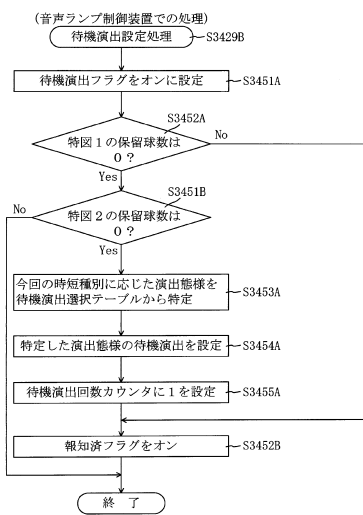 (音声ランプ制御装置での処理)
待機演出設定処理
S3429B
待機演出フラグをオンに設定
S3451A
S3452A
特図1の保留球数は
0?
No
Yes
S3451B
特図2の保留球数は
0?
No
Yes
今回の時短種別に応じた演出態様を
待機演出選択テーブルから特定
S3453A
特定した演出態様の待機演出を設定
S3454A
待機演出回数カウンタに1を設定
S3455A
報知済フラグをオン
S3452B
終 了